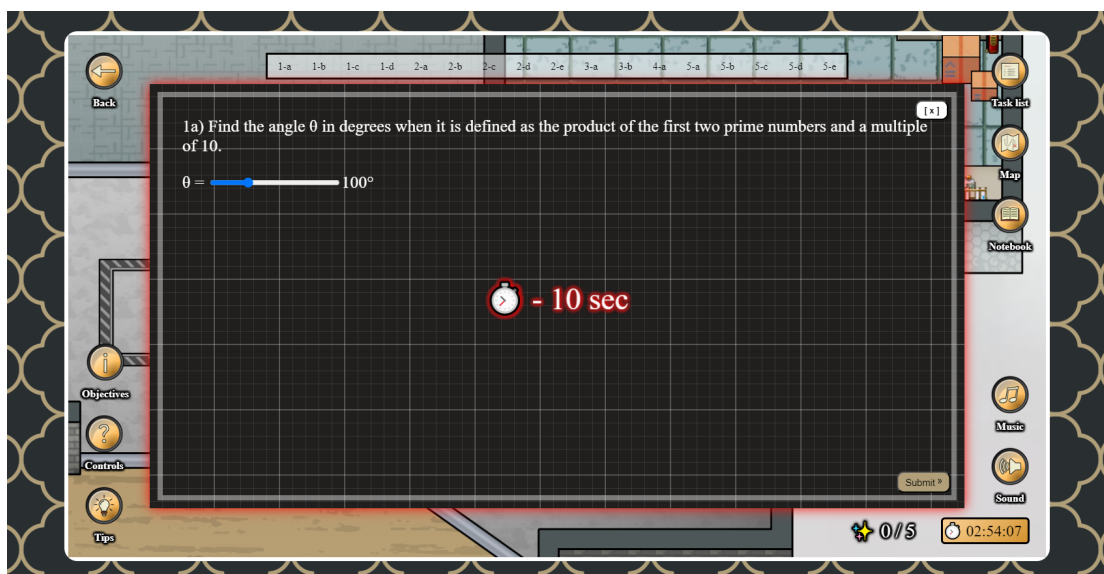 1-a 1-b 1-c 1-d 2-a 2-b 2-c 2-d 2-e 3-a 3-b 4-a 5-a 5-b 5-c 5-d 5-e
Back
Task list
[x]
1a) Find the angle θ in degrees when it is defined as the product of the first two prime numbers and a multiple
of 10.
θ = 100°
Map
Notebook
- 10 sec
Objectives
Music
Controls
Submit »
Sound
Tips
0 / 5
02:54:07